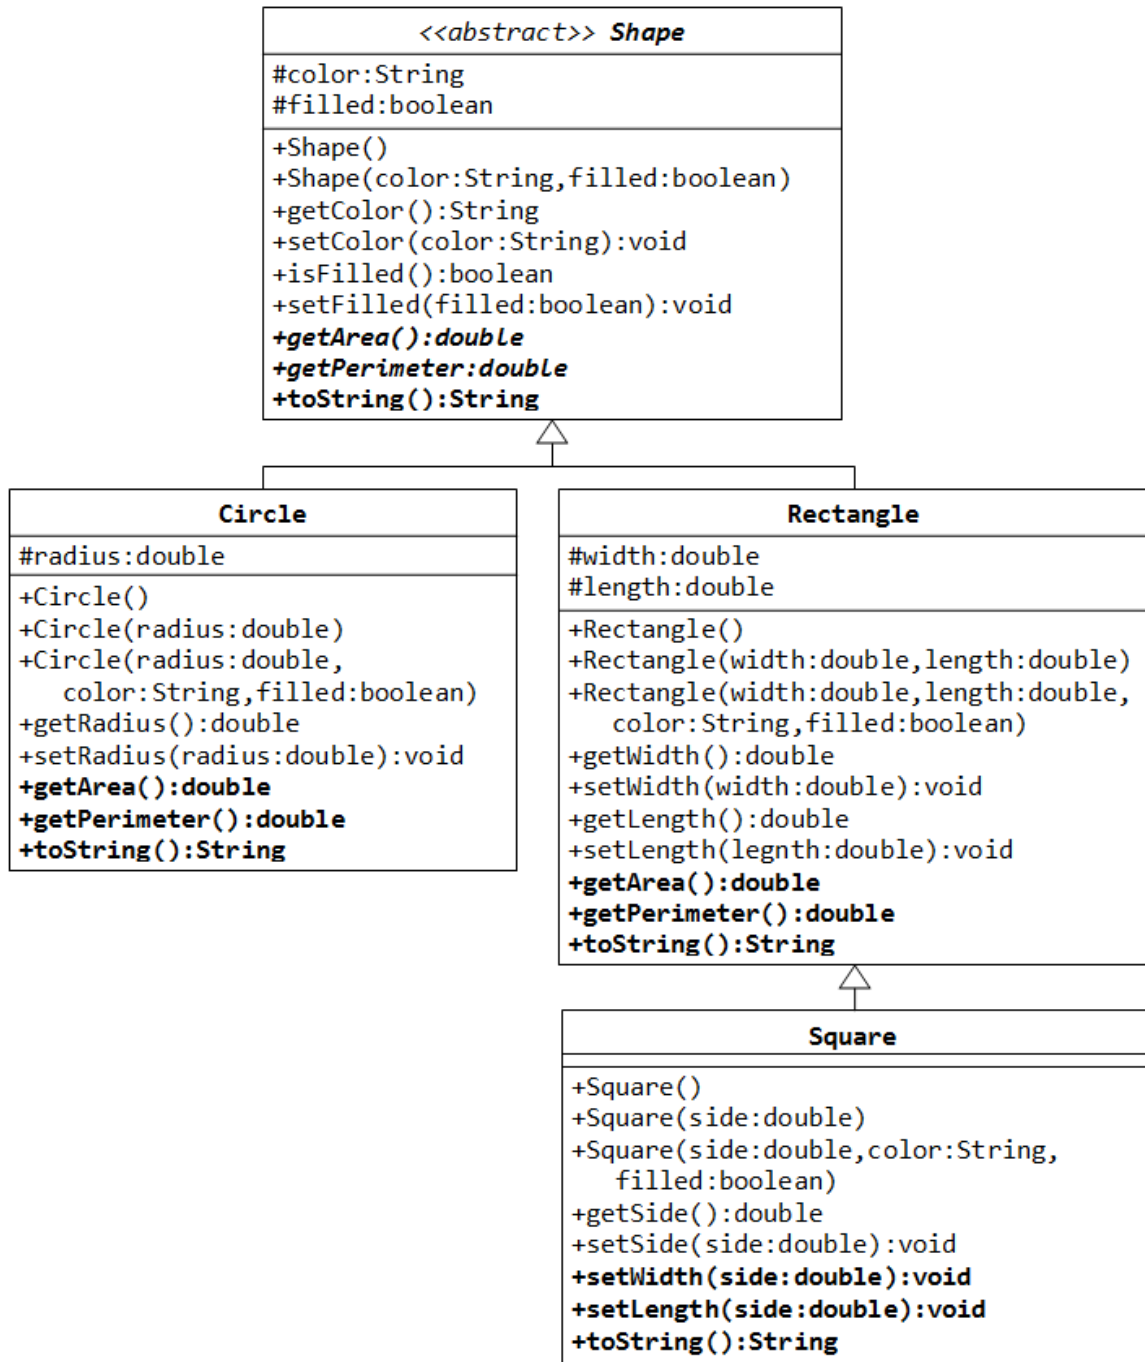 <<abstract>> Shape
#color:String
#filled:boolean
+Shape()
+Shape(color:String,filled:boolean)
+getColor():String
+setColor(color:String):void
+isFilled():boolean
+setFilled(filled:boolean):void
+getArea():double
+getPerimeter:double
+toString():String
Circle
#radius:double
+Circle()
+Circle(radius:double)
+Circle(radius:double,
color:String,filled:boolean)
+getRadius():double
+setRadius(radius:double):void
+getArea():double
+getPerimeter():double
+toString():String
Rectangle
#width:double
#length:double
+Rectangle()
+Rectangle(width:double,length:double)
+Rectangle(width:double,length:double,
color:String,filled:boolean)
+getWidth():double
+setWidth(width:double):void
+getLength():double
+setLength(legnth:double):void
+getArea():double
+getPerimeter():double
+toString():String
Square
+Square()
+Square(side:double)
+Square(side:double,color:String,
filled:boolean)
+getSide():double
+setSide(side:double):void
+setWidth(side:double):void
+setLength(side:double):void
+toString():String